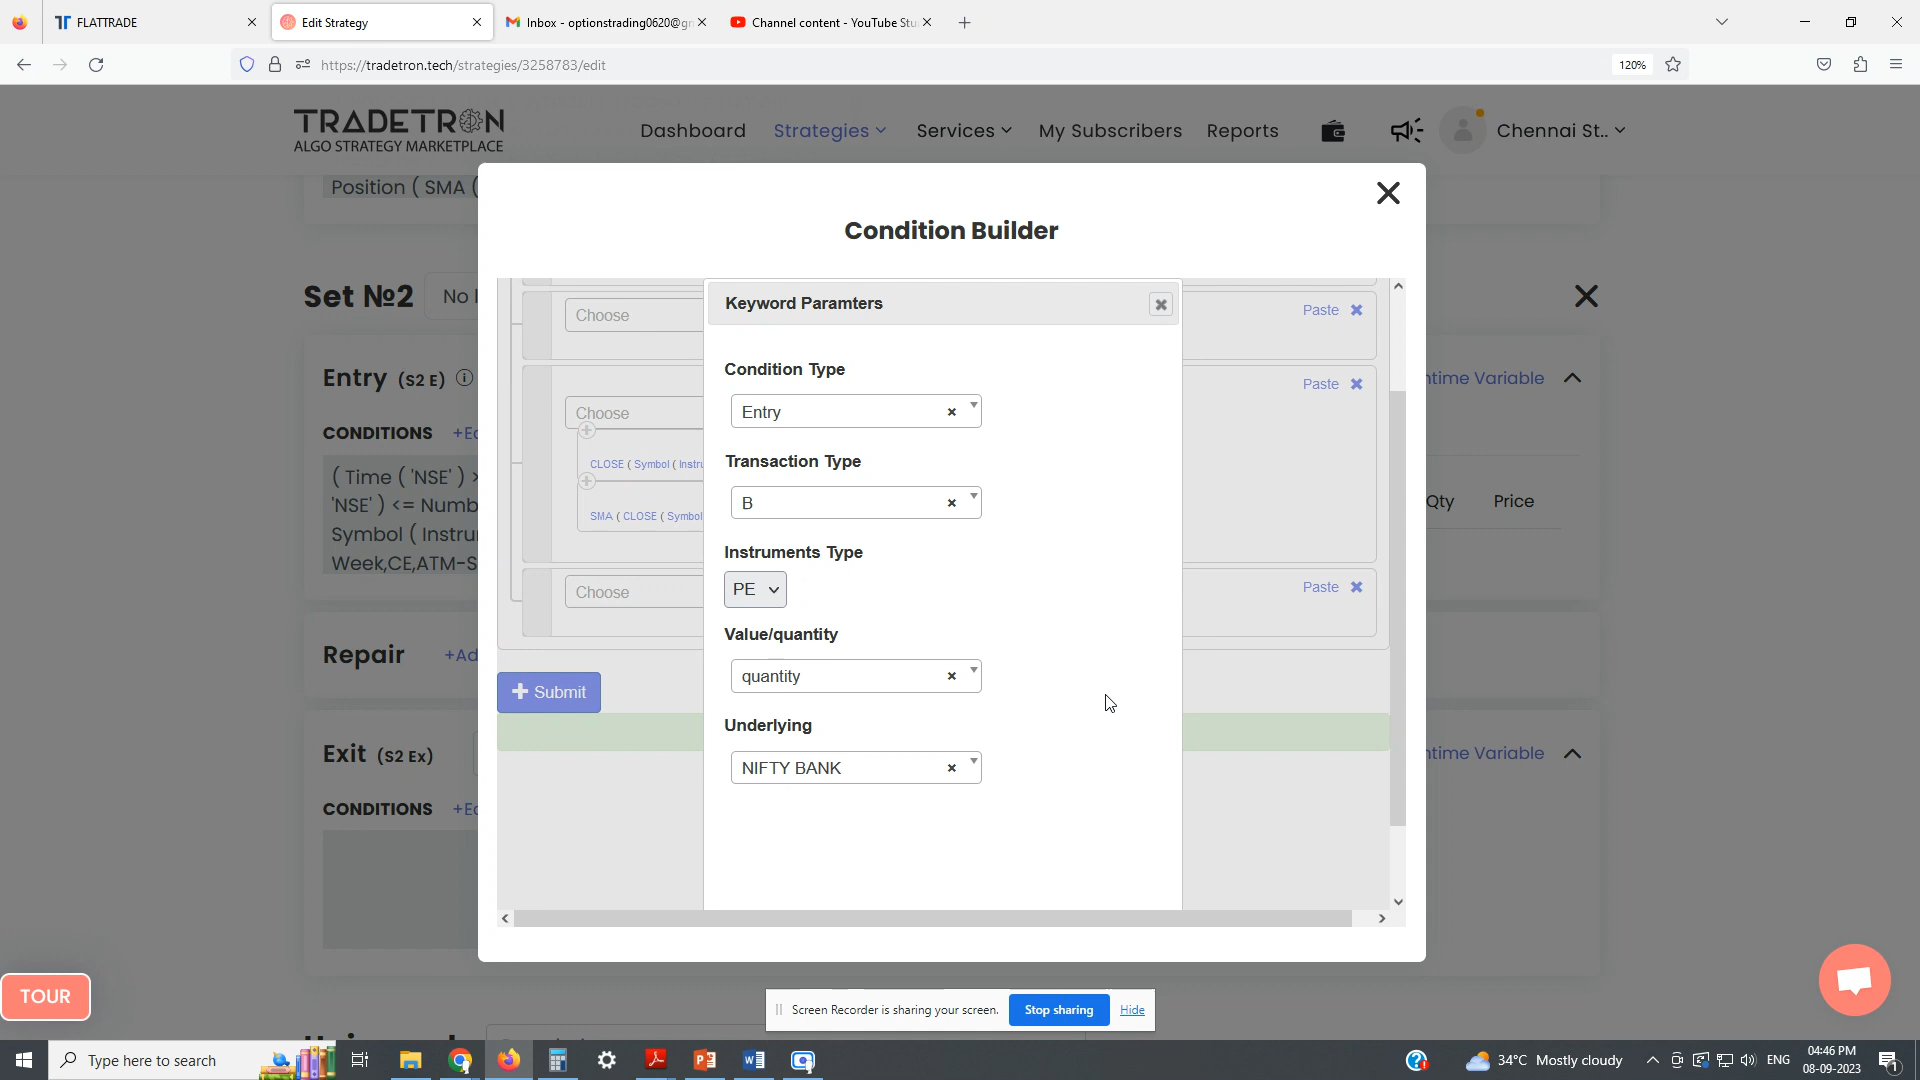 FLATTRADE
Edit Strategy
Inbox - optionstrading0620@g
Channel content - YouTube Stu
https://tradetron.tech/strategies/3258783/edit
120%
TRADETRON
ALGO STRATEGY MARKETPLACE
Dashboard
Strategies
Services
My Subscribers
Reports
Chennai St..
Position ( SMA (
Condition Builder
Set №2
No
Keyword Paramters
Choose
Paste
Entry (S2 E)
Condition Type
Paste
ntime Variable
Choose
Entry
CONDITIONS
CLOSE ( Symbol ( Instru
Transaction Type
( Time ( 'NSE' )
'NSE' ) <= Numb
B
Qty
Price
SMA ( CLOSE ( Symbol
Symbol ( Instru
Week,CE,ATM-S
Instruments Type
PE
Choose
Paste
Value/quantity
Repair
+Ad
quantity
Submit
Underlying
Exit (S2 Ex)
ntime Variable
NIFTY BANK
CONDITIONS
TOUR
Screen Recorder is sharing your screen.
Stop sharing
Hide
Type here to search
34°C Mostly cloudy
ENG
04:46 PM
08-09-2023
1